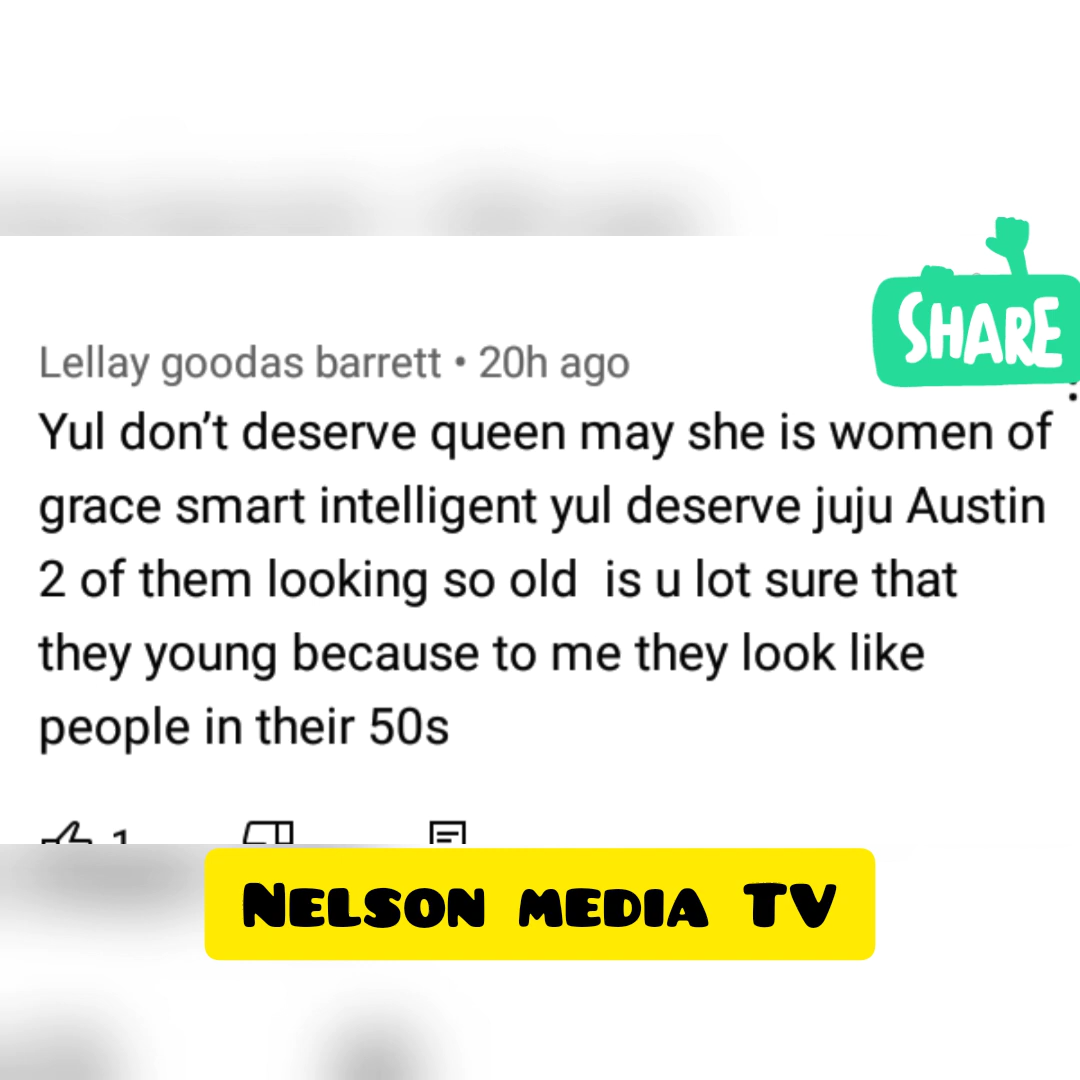 SHARE
Lellay goodas barrett • 20h ago
Yul don’t deserve queen may she is women of
grace smart intelligent yul deserve juju Austin
2 of them looking so old  is u lot sure that
they young because to me they look like
people in their 50s
1
NELSON MEDIA TV